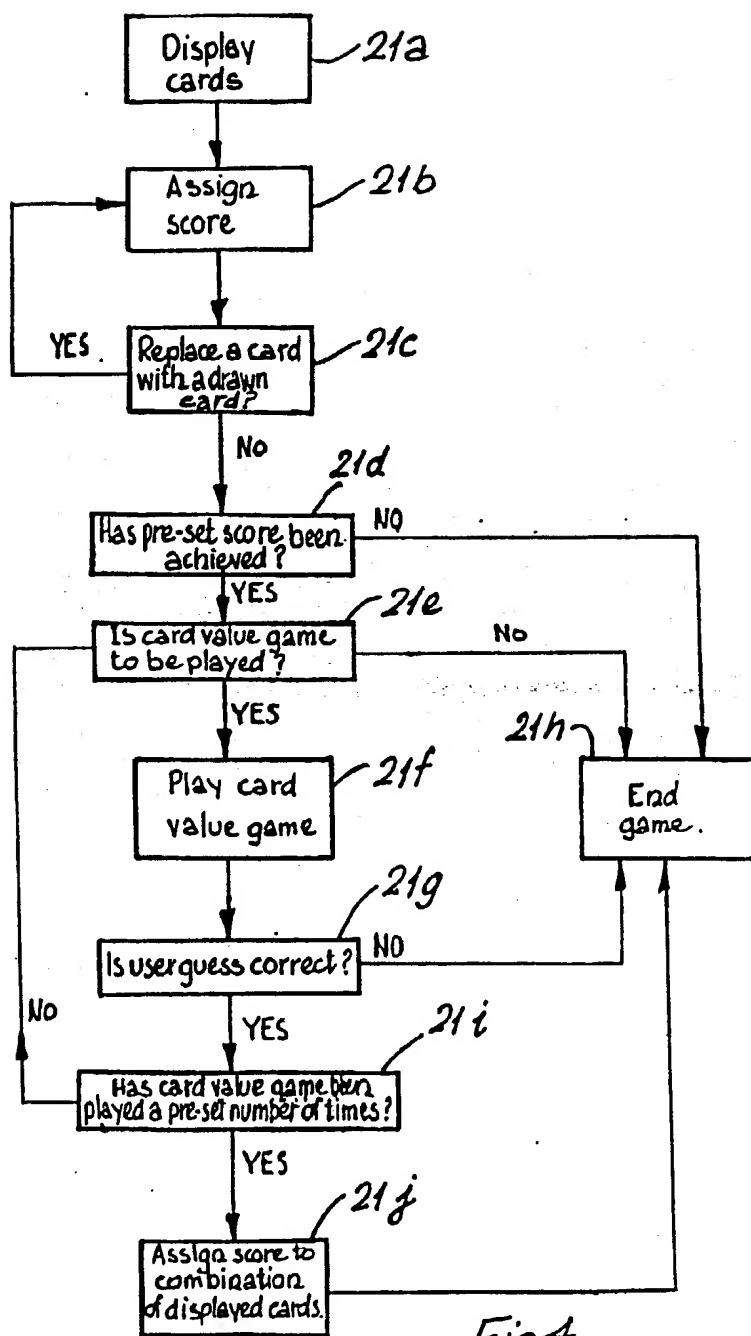 Display
cards
21a
Assign
score
21b
YES.
Replace a card
with a drawn
card?
21c
NO
21d
Has pre-set score been
achieved?
NO
YES
21e
Is card value game
to be played?
No
YES
21f
Play card
value game
21h
End
game.
21g
Is user guess correct?
NO
NO
YES
21i
Has card value game been
played a pre-set number of times?
YES
21j
Assign score to
combination
of displayed cards.